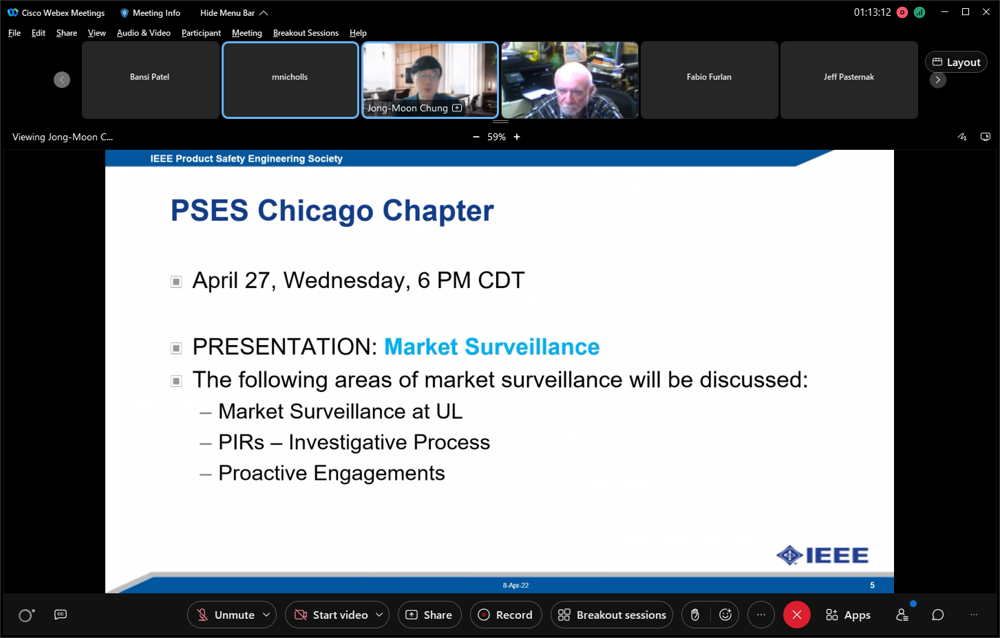 Cisco Webex Meetings
Meeting Info
Hide Menu Bar
01:13:12
File Edit Share View Audio & Video Participant Meeting Breakout Sessions Help
Bansi Patel
mnicholls
Jong-Moon Chung
Fabio Furlan
Jeff Pasternak
Layout
Viewing Jong-Moon C...
59%
IEEE Product Safety Engineering Society
PSES Chicago Chapter
April 27, Wednesday, 6 PM CDT
PRESENTATION: Market Surveillance
The following areas of market surveillance will be discussed:
– Market Surveillance at UL
– PIRs – Investigative Process
– Proactive Engagements
IEEE
8-Apr-22
5
CC
Unmute
Start video
Share
Record
Breakout sessions
Apps